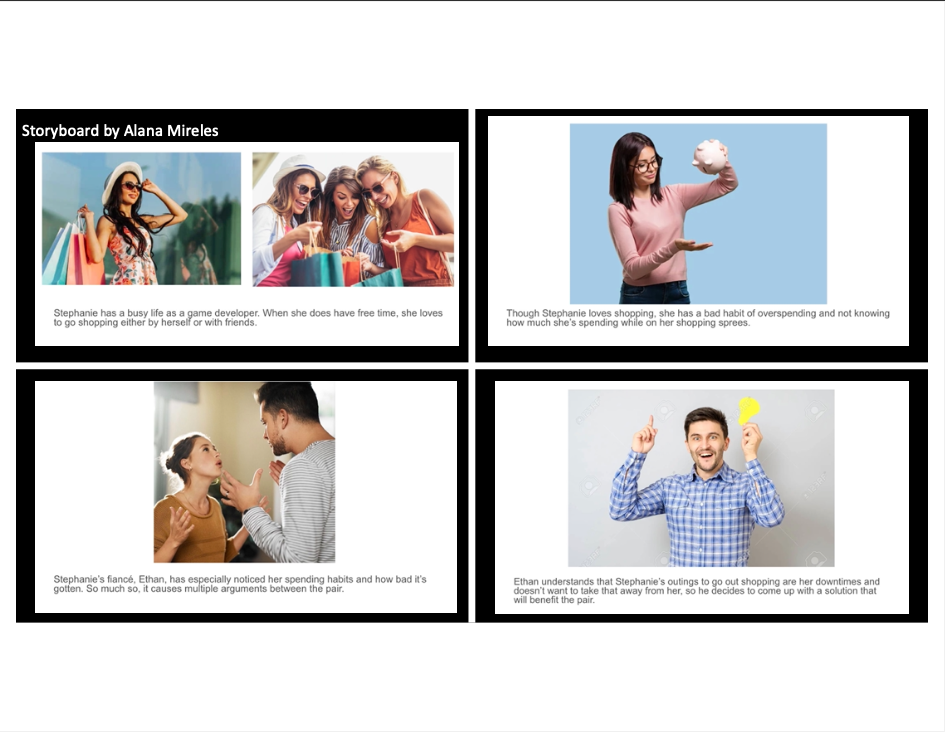 Storyboard by Alana Mireles
Stephanie has a busy life as a game developer. When she does have free time, she loves
to go shopping either by herself or with friends.
Though Stephanie loves shopping, she has a bad habit of overspending and not knowing
how much she's spending while on her shopping sprees.
Stephanie's fiancé, Ethan, has especially noticed her spending habits and how bad it's
gotten. So much so, it causes multiple arguments between the pair.
Ethan understands that Stephanie's outings to go out shopping are her downtimes and
doesn't want to take that away from her, so he decides to come up with a solution that
will benefit the pair.